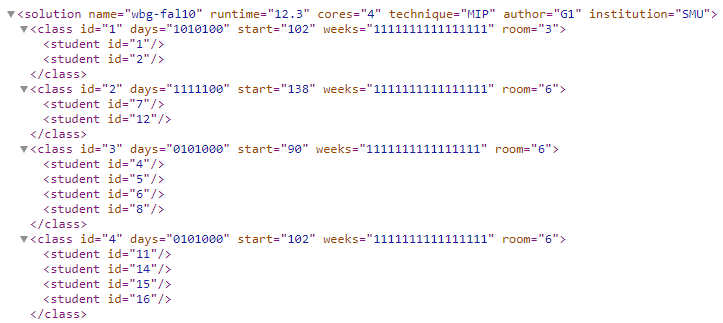 <solution name="wbg-fal10" runtime="12.3" cores="4" technique="MIP" author="G1" institution="SMU">
<class id="1" days="1010100" start="102" weeks="1111111111111111" room="3">
<student id="1"/>
<student id="2"/>
</class>
<class id="2" days="1111100" start="138" weeks="1111111111111111" room="6">
<student id="7"/>
<student id="12"/>
</class>
<class id="3" days="0101000" start="90" weeks="1111111111111111" room="6">
<student id="4"/>
<student id="5"/>
<student id="6"/>
<student id="8"/>
</class>
<class id="4" days="0101000" start="102" weeks="1111111111111111" room="6">
<student id="11"/>
<student id="14"/>
<student id="15"/>
<student id="16"/>
</class>